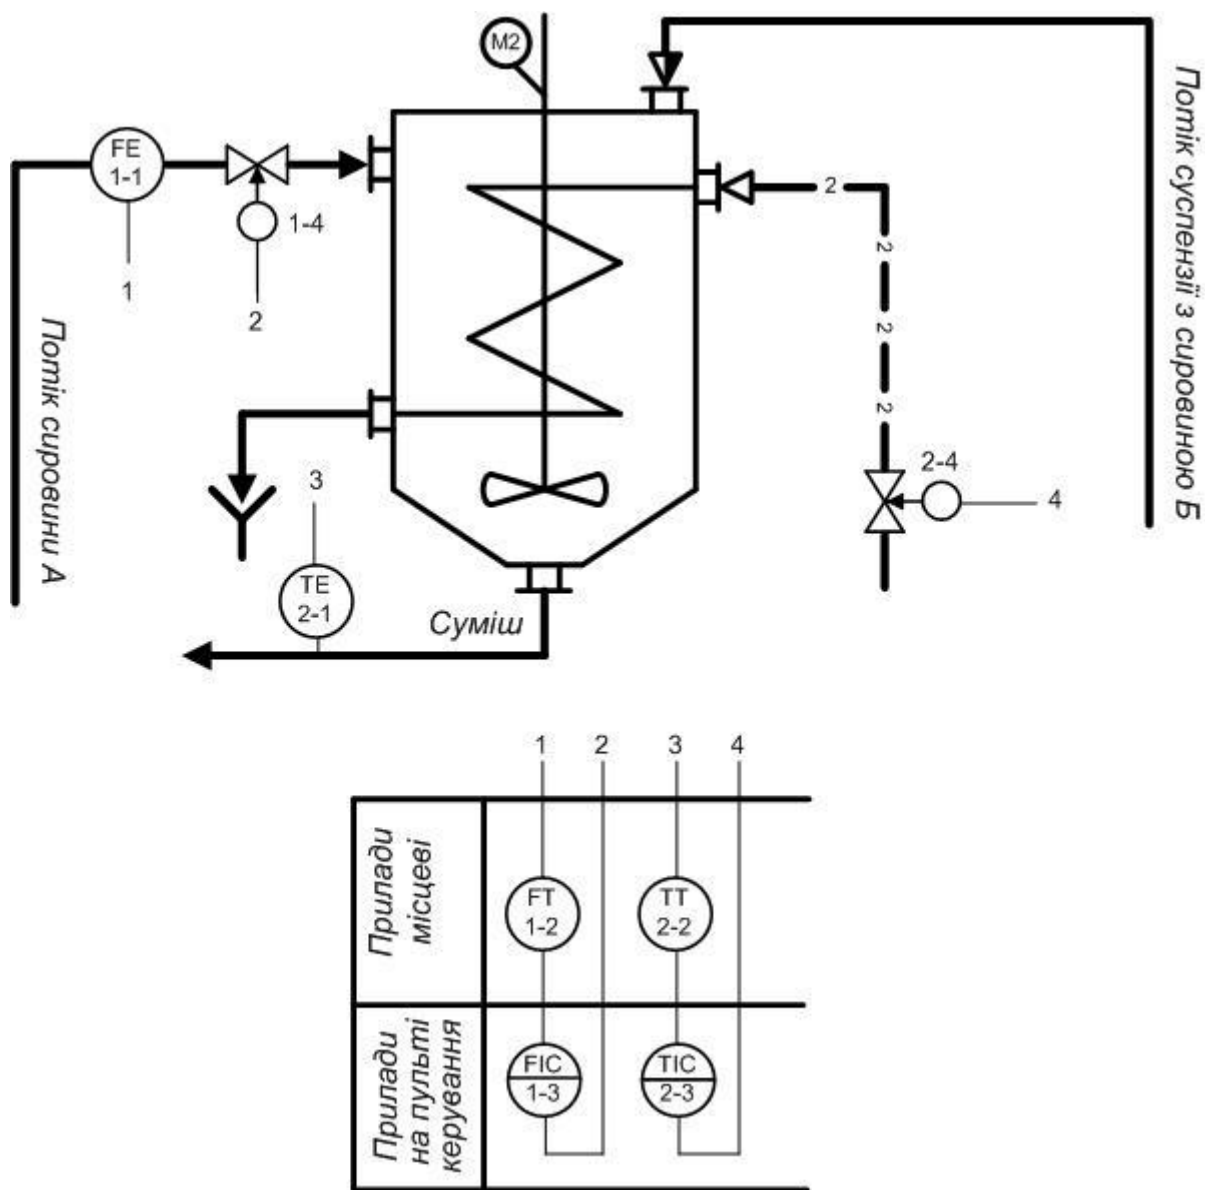 М2
FE
1-1
1-4
1
2
2
2
2
2
Потік суспензії з сировиною Б
Потік сировини А
2-4
4
3
TE
2-1
Суміш
1
2
3
4
Прилади
місцеві
FT
1-2
TT
2-2
Прилади
на пульті
керування
FIC
1-3
TIC
2-3